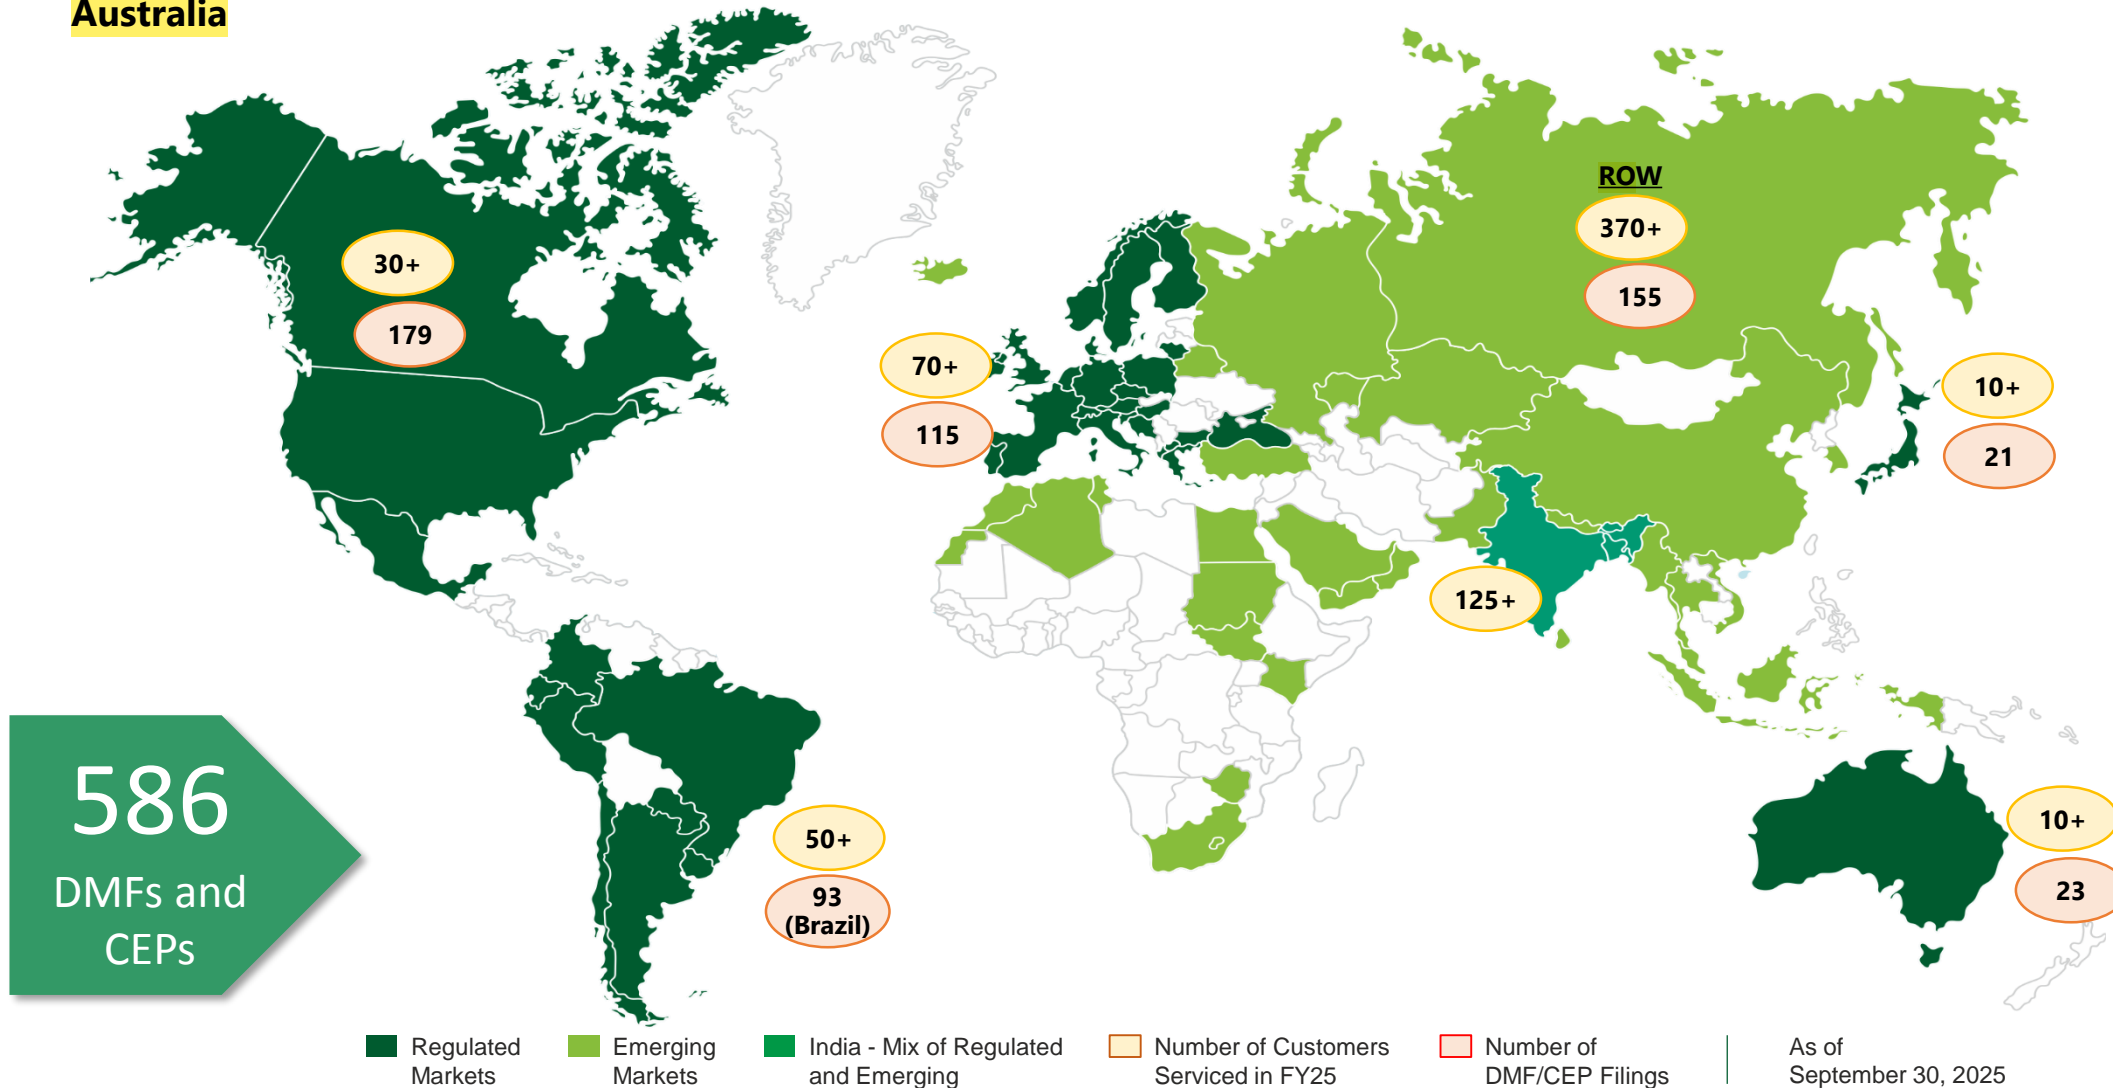 Australia
ROW
370+
155
30+
179
70+
115
10+
21
125+
50+
93
(Brazil)
10+
23
586
DMFs and
CEPs
Regulated
Markets
Emerging
Markets
India - Mix of Regulated
and Emerging
Number of Customers
Serviced in FY25
Number of
DMF/CEP Filings
As of
September 30, 2025